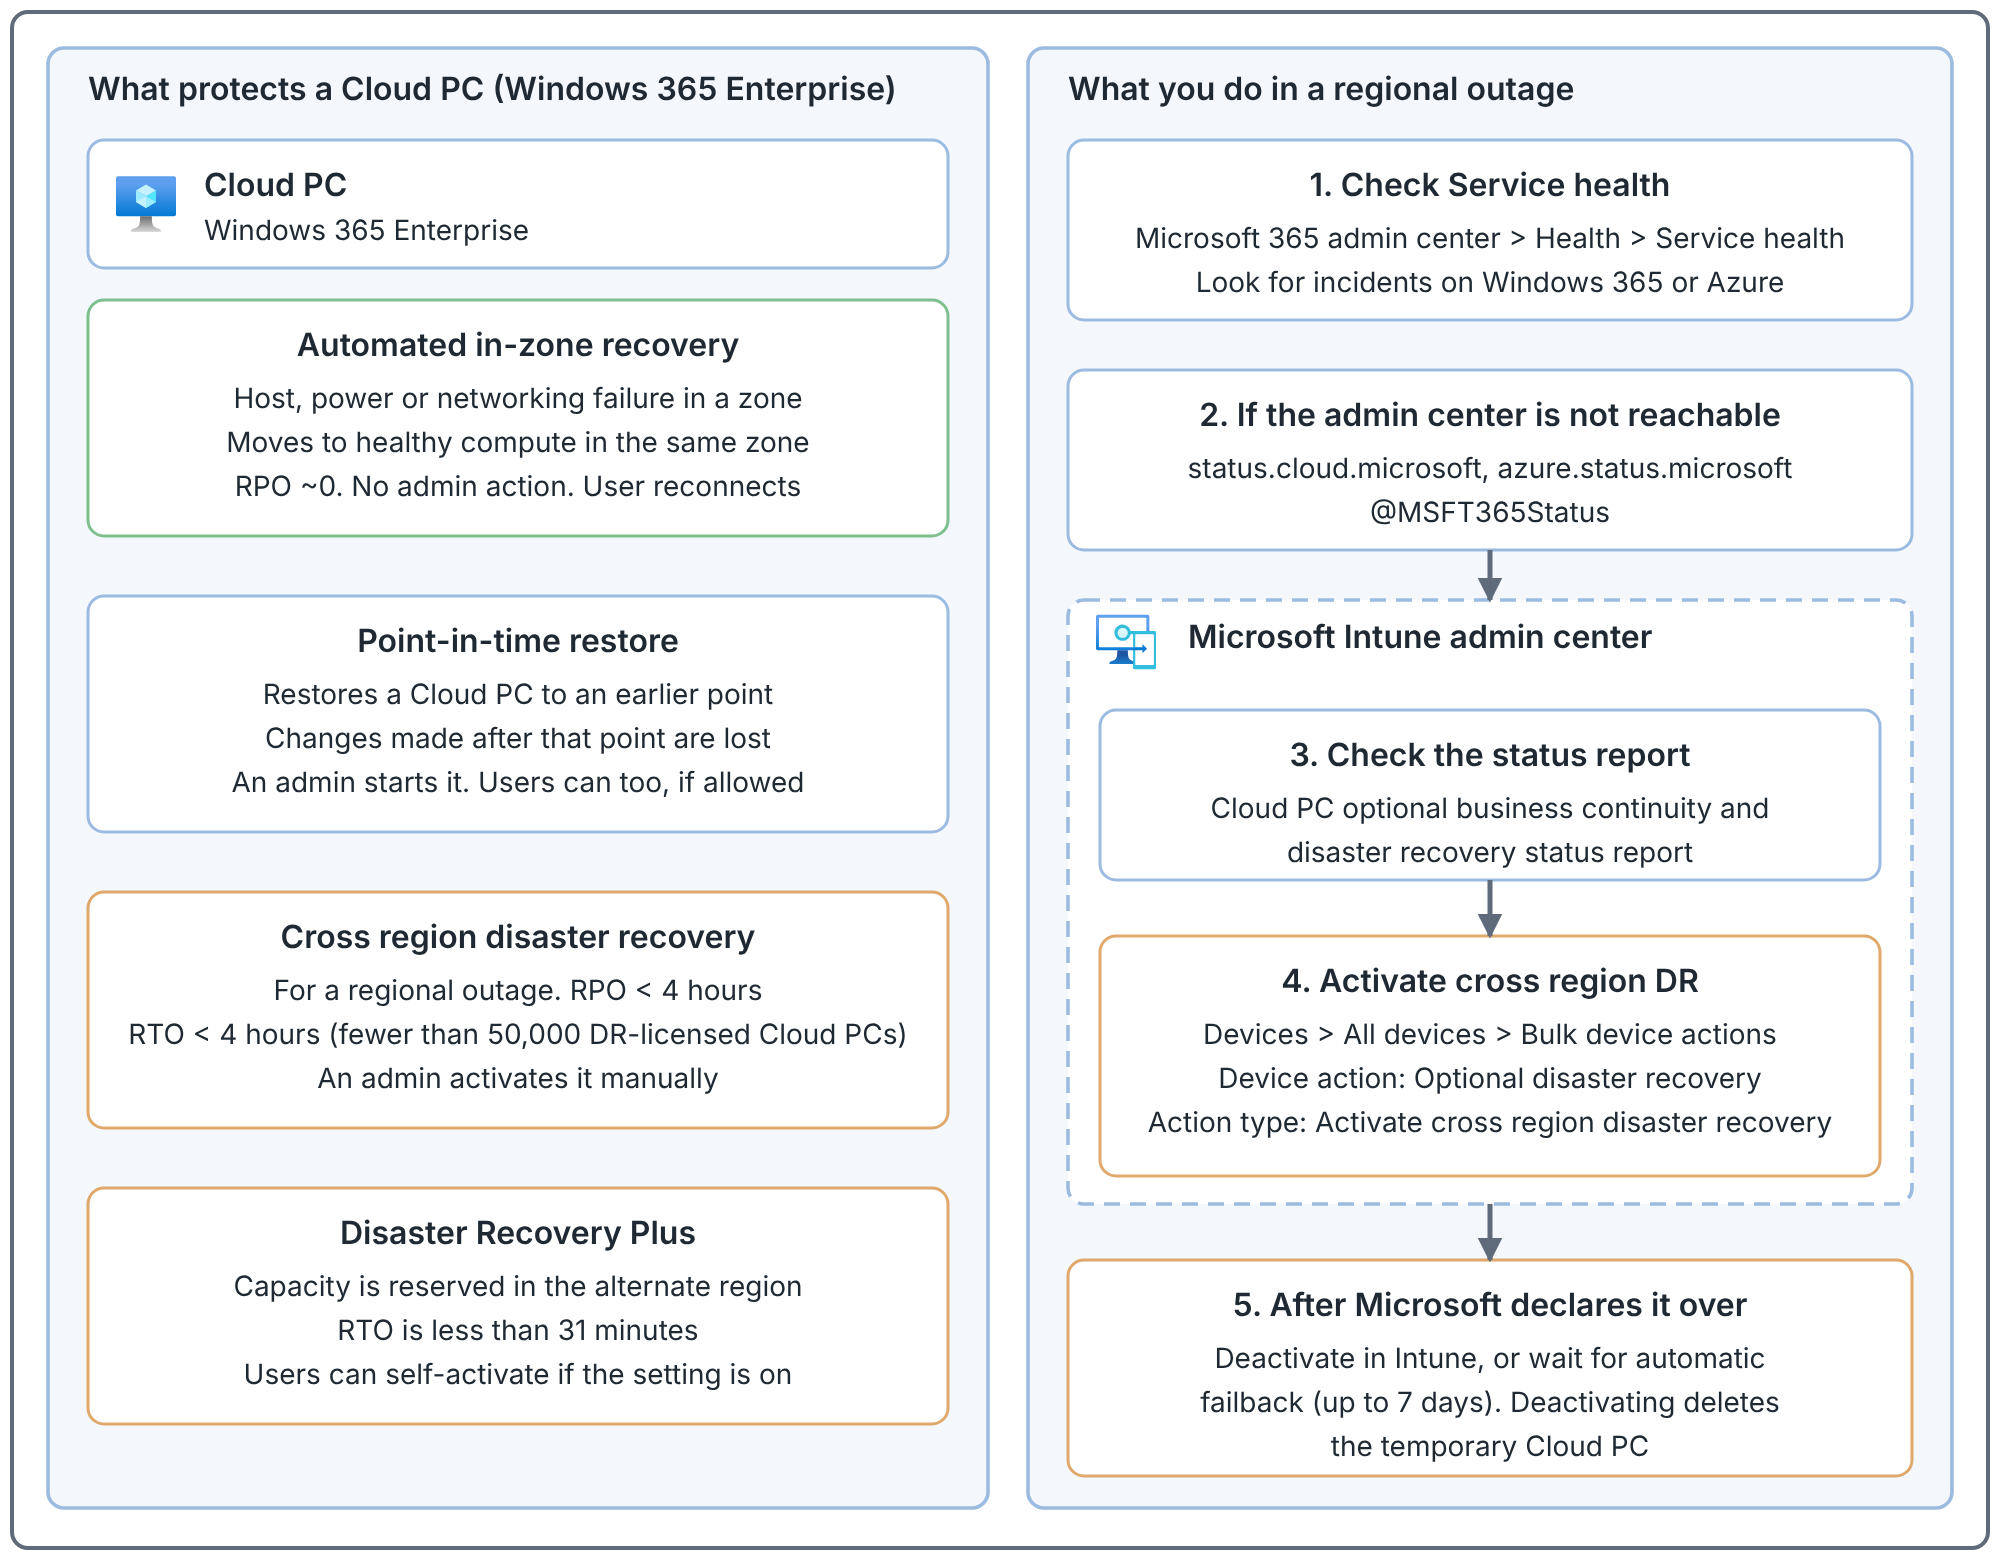 What protects a Cloud PC (Windows 365 Enterprise)
Cloud PC
Windows 365 Enterprise
Automated in-zone recovery
Host, power or networking failure in a zone
Moves to healthy compute in the same zone
RPO ~0. No admin action. User reconnects
Point-in-time restore
Restores a Cloud PC to an earlier point
Changes made after that point are lost
An admin starts it. Users can too, if allowed
Cross region disaster recovery
For a regional outage. RPO < 4 hours
RTO < 4 hours (fewer than 50,000 DR-licensed Cloud PCs)
An admin activates it manually
Disaster Recovery Plus
Capacity is reserved in the alternate region
RTO is less than 31 minutes
Users can self-activate if the setting is on
What you do in a regional outage
1. Check Service health
Microsoft 365 admin center > Health > Service health
Look for incidents on Windows 365 or Azure
2. If the admin center is not reachable
status.cloud.microsoft, azure.status.microsoft
@MSFT365Status
Microsoft Intune admin center
3. Check the status report
Cloud PC optional business continuity and
disaster recovery status report
4. Activate cross region DR
Devices > All devices > Bulk device actions
Device action: Optional disaster recovery
Action type: Activate cross region disaster recovery
5. After Microsoft declares it over
Deactivate in Intune, or wait for automatic
failback (up to 7 days). Deactivating deletes
the temporary Cloud PC